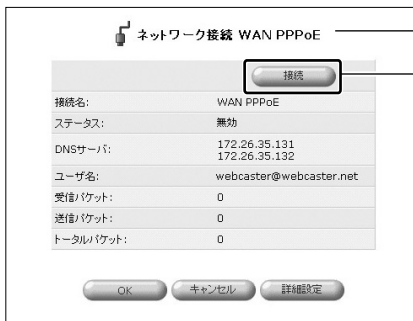 ネットワーク接続 WAN PPPoE
接続
接続名: WAN PPPoE
ステータス: 無効
DNSサーバ: 172.26.35.131
172.26.35.132
ユーザ名: webcaster@webcaster.net
受信パケット: 0
送信パケット: 0
トータルパケット: 0
OK キャンセル 詳細設定